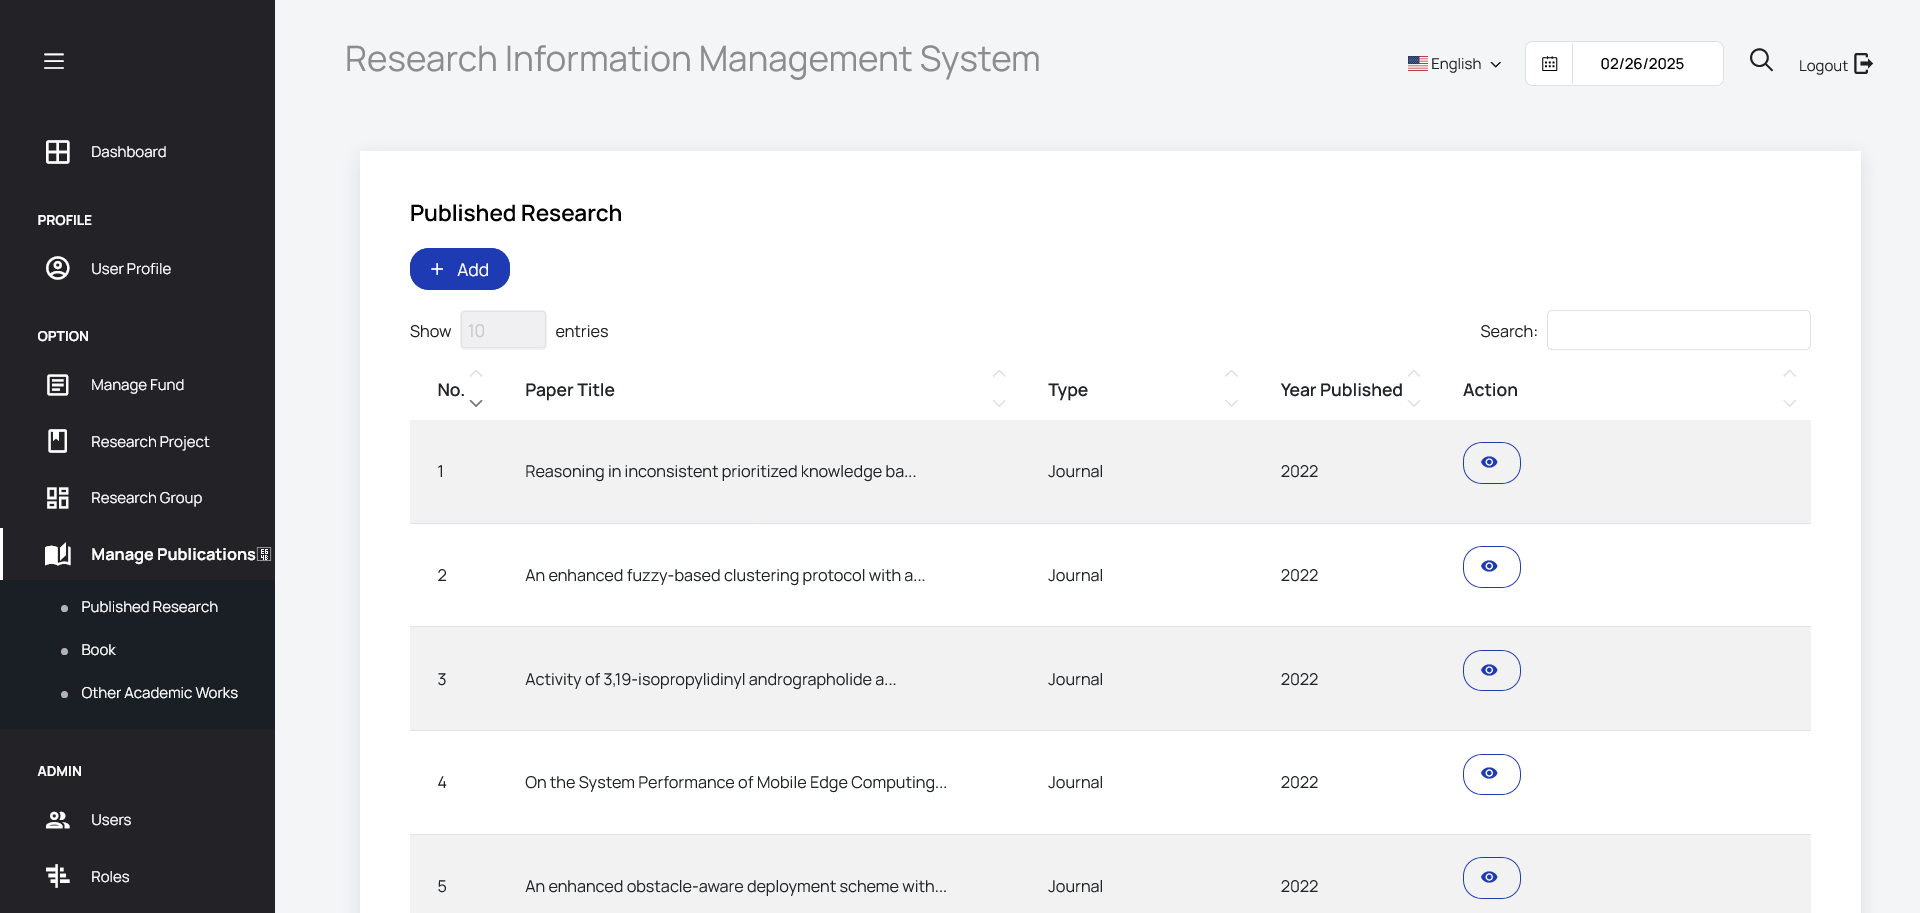 Research Information Management System
English
02/26/2025
Logout
Dashboard
PROFILE
User Profile
OPTION
Manage Fund
Research Project
Research Group
Manage Publications
Published Research
Book
Other Academic Works
ADMIN
Users
Roles
Published Research
+ Add
Show 10 entries
Search:
No. Paper Title Type Year Published Action
1 Reasoning in inconsistent prioritized knowledge ba... Journal 2022
2 An enhanced fuzzy-based clustering protocol with a... Journal 2022
3 Activity of 3,19-isopropylidinyl andrographolide a... Journal 2022
4 On the System Performance of Mobile Edge Computing... Journal 2022
5 An enhanced obstacle-aware deployment scheme with... Journal 2022